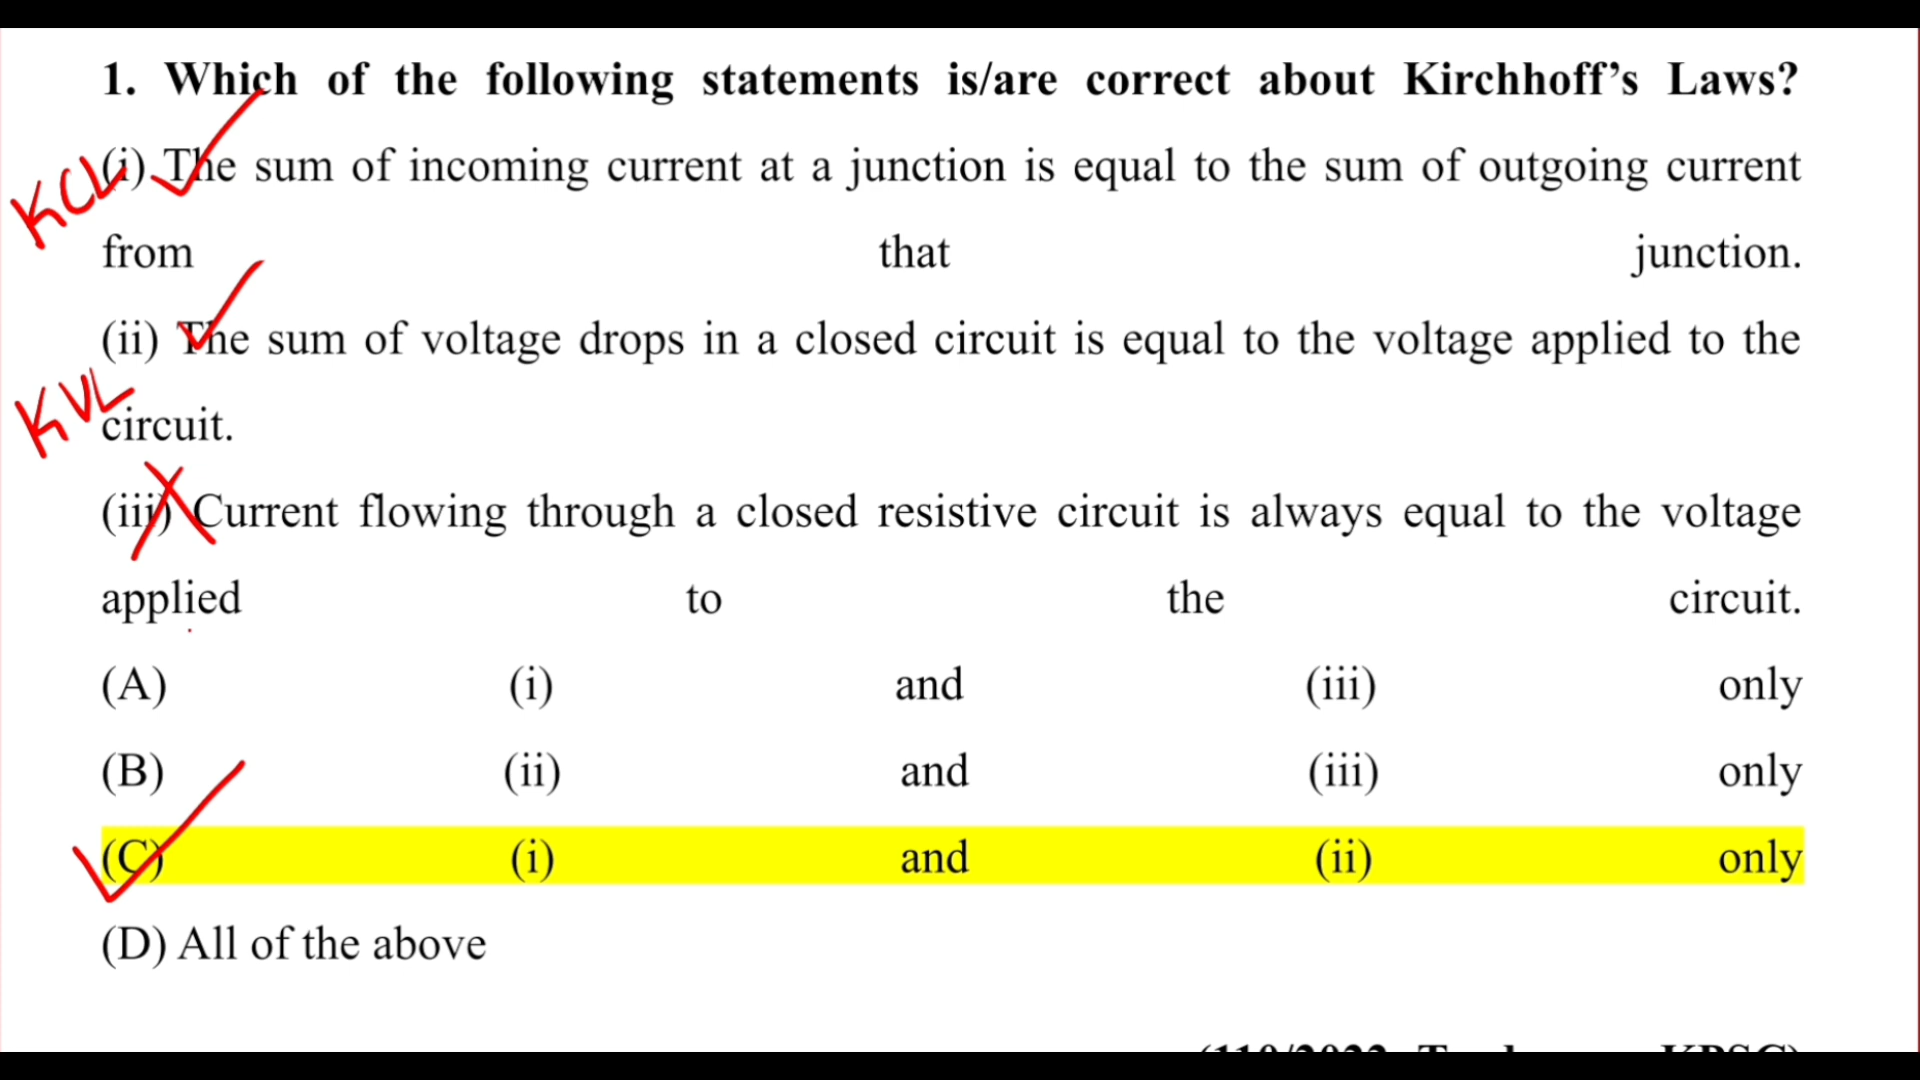 1. Which of the following statements is/are correct about Kirchhoff’s Laws?
KCL (i) The sum of incoming current at a junction is equal to the sum of outgoing current
from that junction.
(ii) The sum of voltage drops in a closed circuit is equal to the voltage applied to the
KVL circuit.
(iii) Current flowing through a closed resistive circuit is always equal to the voltage
applied to the circuit.
(A) (i) and (iii) only
(B) (ii) and (iii) only
(C) (i) and (ii) only
(D) All of the above